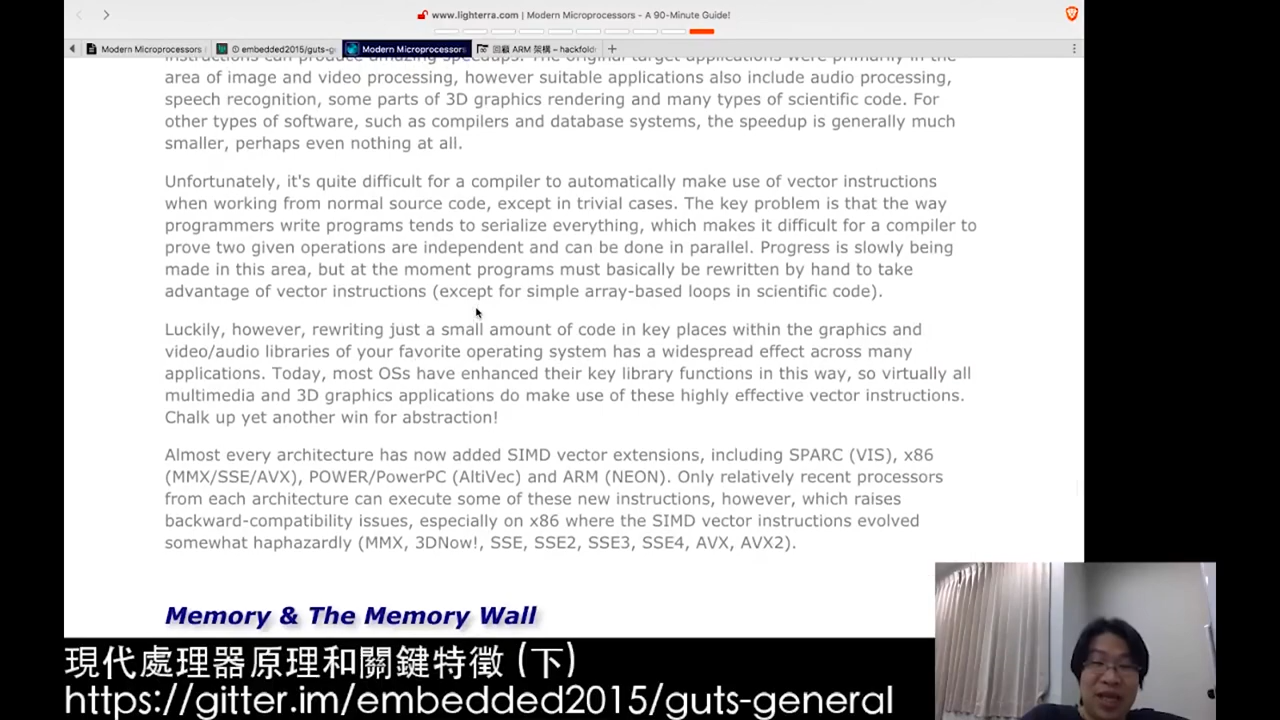 www.lighterra.com | Modern Microprocessors - A 90-Minute Guide!
Modern Microprocessors
embedded2015/guts-g
Modern Microprocessors
回顧 ARM 架構 – hackfold
instructions can produce amazing speedups. The original target applications were primarily in the
area of image and video processing, however suitable applications also include audio processing,
speech recognition, some parts of 3D graphics rendering and many types of scientific code. For
other types of software, such as compilers and database systems, the speedup is generally much
smaller, perhaps even nothing at all.
Unfortunately, it's quite difficult for a compiler to automatically make use of vector instructions
when working from normal source code, except in trivial cases. The key problem is that the way
programmers write programs tends to serialize everything, which makes it difficult for a compiler to
prove two given operations are independent and can be done in parallel. Progress is slowly being
made in this area, but at the moment programs must basically be rewritten by hand to take
advantage of vector instructions (except for simple array-based loops in scientific code).
Luckily, however, rewriting just a small amount of code in key places within the graphics and
video/audio libraries of your favorite operating system has a widespread effect across many
applications. Today, most OSs have enhanced their key library functions in this way, so virtually all
multimedia and 3D graphics applications do make use of these highly effective vector instructions.
Chalk up yet another win for abstraction!
Almost every architecture has now added SIMD vector extensions, including SPARC (VIS), x86
(MMX/SSE/AVX), POWER/PowerPC (AltiVec) and ARM (NEON). Only relatively recent processors
from each architecture can execute some of these new instructions, however, which raises
backward-compatibility issues, especially on x86 where the SIMD vector instructions evolved
somewhat haphazardly (MMX, 3DNow!, SSE, SSE2, SSE3, SSE4, AVX, AVX2).
Memory & The Memory Wall
現代處理器原理和關鍵特徵 (下)
https://gitter.im/embedded2015/guts-general